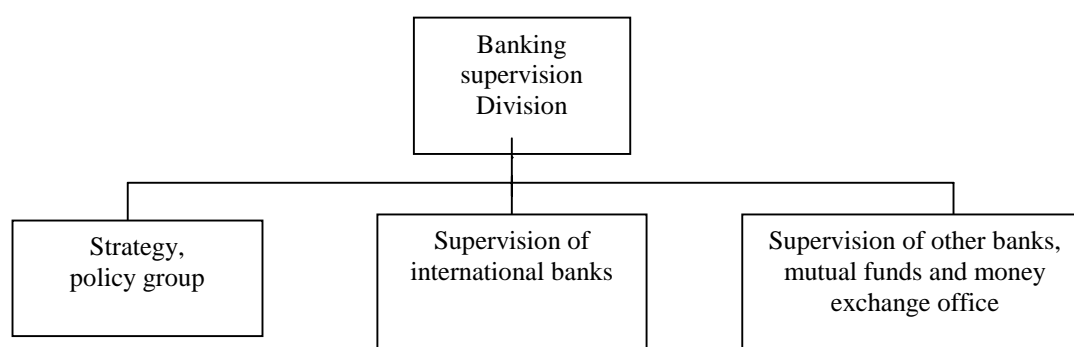 Banking
supervision
Division
Strategy,
policy group
Supervision of
international banks
Supervision of other banks,
mutual funds and money
exchange office